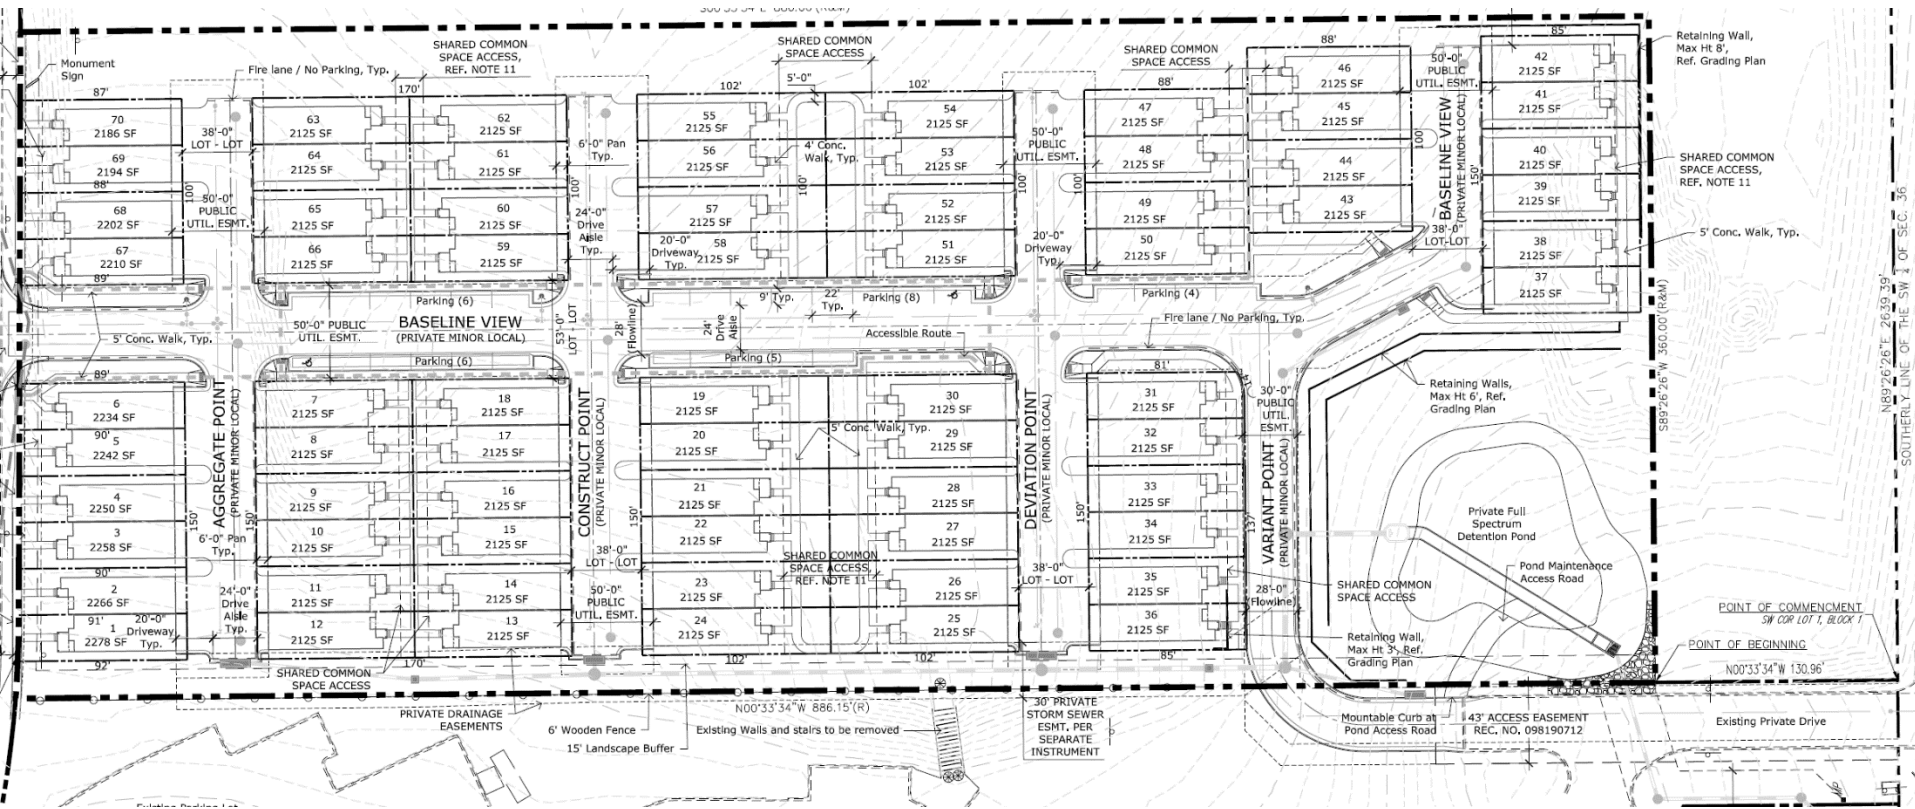 Monument
Sign
Fire lane / No Parking, Typ.
SHARED COMMON
SPACE ACCESS,
REF. NOTE 11
SHARED COMMON
SPACE ACCESS
SHARED COMMON
SPACE ACCESS
Retaining Wall,
Max Ht 8',
Ref. Grading Plan
87'
170'
102'
5'-0"
102'
88'
88'
85'
70
2186 SF
69
2194 SF
88'
68
2202 SF
67
2210 SF
89'
38'-0"
LOT - LOT
100'
50'-0"
PUBLIC
UTIL. ESMT.
63
2125 SF
64
2125 SF
65
2125 SF
66
2125 SF
62
2125 SF
61
2125 SF
60
2125 SF
59
2125 SF
6'-0" Pan
Typ.
100'
24'-0"
Drive
Aisle
Typ.
20'-0"
Driveway
Typ.
55
2125 SF
56
2125 SF
57
2125 SF
58
2125 SF
4' Conc.
Walk, Typ.
100'
54
2125 SF
53
2125 SF
52
2125 SF
51
2125 SF
50'-0"
PUBLIC
UTIL. ESMT.
100'
100'
20'-0"
Driveway
Typ.
47
2125 SF
48
2125 SF
49
2125 SF
50
2125 SF
46
2125 SF
45
2125 SF
44
2125 SF
43
2125 SF
50'-0"
PUBLIC
UTIL. ESMT.
100'
BASELINE VIEW
(PRIVATE MINOR LOCAL)
150'
38'-0"
LOT-LOT
42
2125 SF
41
2125 SF
40
2125 SF
39
2125 SF
38
2125 SF
37
2125 SF
SHARED COMMON
SPACE ACCESS,
REF. NOTE 11
5' Conc. Walk, Typ.
S89°26'26"W 360.00'(R&M)
N89°26'26"E 2639.39'
5' Conc. Walk, Typ.
50'-0" PUBLIC
UTIL. ESMT.
Parking (6)
BASELINE VIEW
(PRIVATE MINOR LOCAL)
Parking (6)
53'-0"
LOT - LOT
28'
(Flowline)
24'
Drive
Aisle
9' Typ.
22'
Typ.
Parking (8)
Parking (5)
Accessible Route
Parking (4)
Fire lane / No Parking, Typ.
89'
6
2234 SF
90'
5
2242 SF
4
2250 SF
3
2258 SF
90'
2
2266 SF
91'
1
2278 SF
92'
20'-0"
Driveway
Typ.
AGGREGATE POINT
(PRIVATE MINOR LOCAL)
150'
150'
6'-0" Pan
Typ.
24'-0"
Drive
Aisle
Typ.
7
2125 SF
8
2125 SF
9
2125 SF
10
2125 SF
11
2125 SF
12
2125 SF
18
2125 SF
17
2125 SF
16
2125 SF
15
2125 SF
14
2125 SF
13
2125 SF
170'
CONSTRUCT POINT
(PRIVATE MINOR LOCAL)
150'
38'-0"
LOT - LOT
50'-0"
PUBLIC
UTIL. ESMT.
19
2125 SF
20
2125 SF
21
2125 SF
22
2125 SF
23
2125 SF
24
2125 SF
5' Conc. Walk, Typ.
SHARED COMMON
SPACE ACCESS,
REF. NOTE 11
30
2125 SF
29
2125 SF
28
2125 SF
27
2125 SF
26
2125 SF
25
2125 SF
102'
102'
DEVIATION POINT
(PRIVATE MINOR LOCAL)
150'
38'-0"
LOT - LOT
81'
31
2125 SF
32
2125 SF
33
2125 SF
34
2125 SF
35
2125 SF
36
2125 SF
85'
30'-0"
PUBLIC
UTIL.
ESMT.
137'
VARIANT POINT
(PRIVATE MINOR LOCAL)
28'-0"
(Flowline)
Retaining Walls,
Max Ht 6', Ref.
Grading Plan
Private Full
Spectrum
Detention Pond
Pond Maintenance
Access Road
SHARED COMMON
SPACE ACCESS
Retaining Wall,
Max Ht 3', Ref.
Grading Plan
POINT OF COMMENCMENT
SW COR LOT 1, BLOCK 1
POINT OF BEGINNING
N00°33'34"W 130.96'
SOUTHERLY LINE OF THE SW ¼ OF SEC. 36
SHARED COMMON
SPACE ACCESS
PRIVATE DRAINAGE
EASEMENTS
6' Wooden Fence
15' Landscape Buffer
N00°33'34"W 886.15'(R)
Existing Walls and stairs to be removed
30' PRIVATE
STORM SEWER
ESMT, PER
SEPARATE
INSTRUMENT
Mountable Curb at
Pond Access Road
43' ACCESS EASEMENT
REC. NO. 098190712
Existing Private Drive